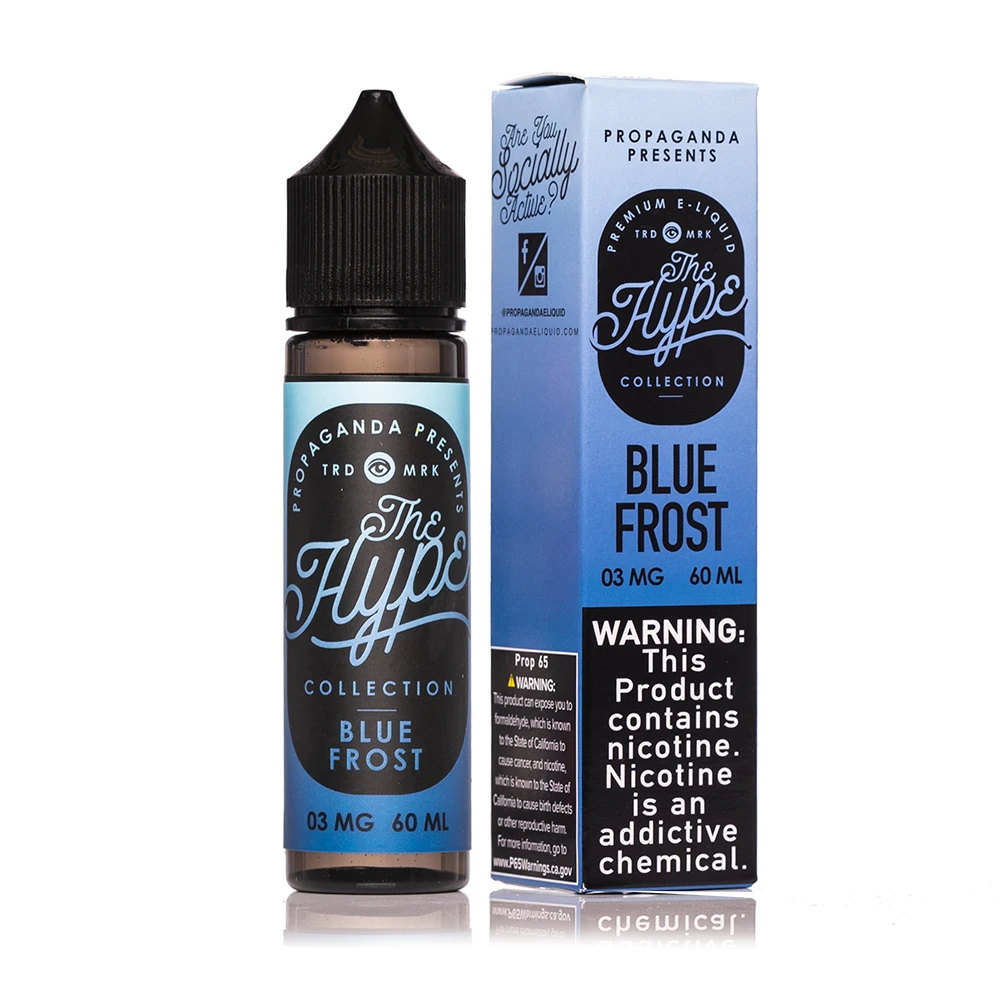 PROPAGANDA PRESENTS
TRD MRK
The
Hype
COLLECTION
BLUE
FROST
03 MG 60 ML
Are You
Socially
Active?
f
@PROPAGANDAELIQUID
PROPAGANDAELIQUID.COM
Prop 65
WARNING:
This product can expose you to
formaldehyde, which is known
to the State of California to
cause cancer, and nicotine,
which is known to the State of
California to cause birth defects
or other reproductive harm.
For more information, go to
www.P65Warnings.ca.gov
PROPAGANDA
PRESENTS
PREMIUM E-LIQUID
TRD MRK
The
Hype
COLLECTION
BLUE
FROST
03 MG 60 ML
WARNING:
This
Product
contains
nicotine.
Nicotine
is an
addictive
chemical.